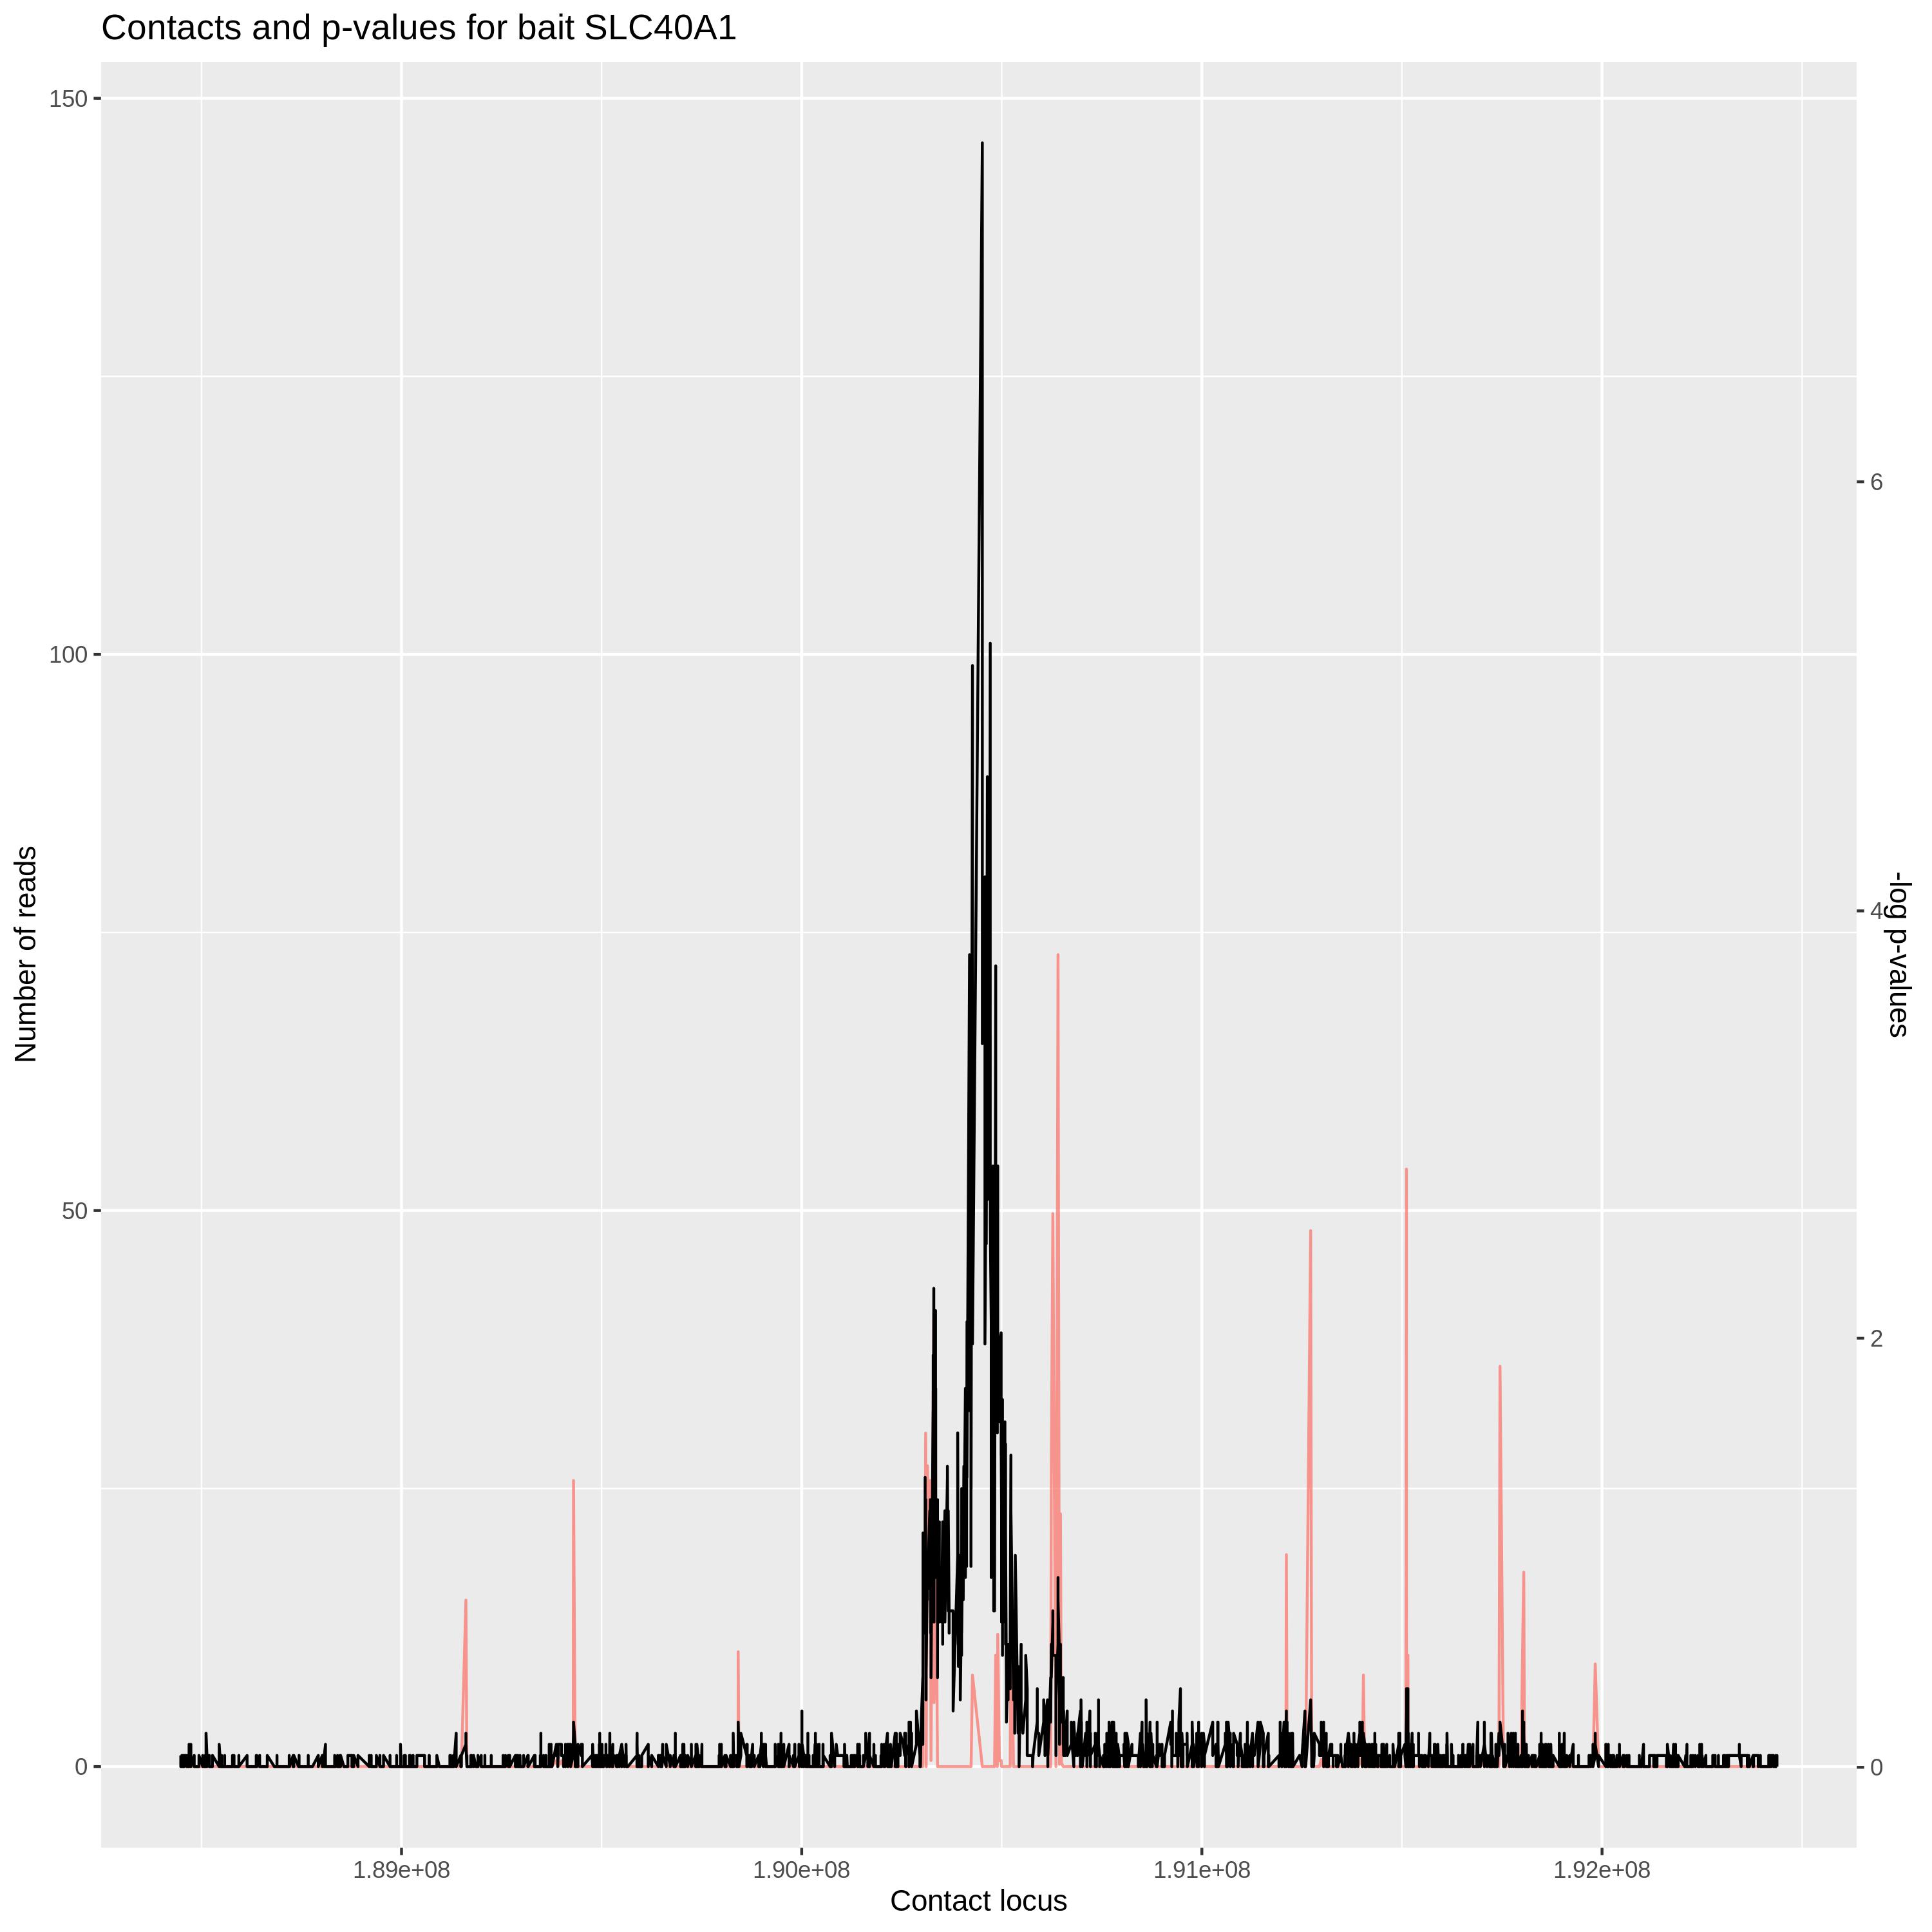 Contacts and p-values for bait SLC40A1
150
100
50
0
Number of reads
6
4
2
0
-log p-values
1.89e+08
1.90e+08
1.91e+08
1.92e+08
Contact locus